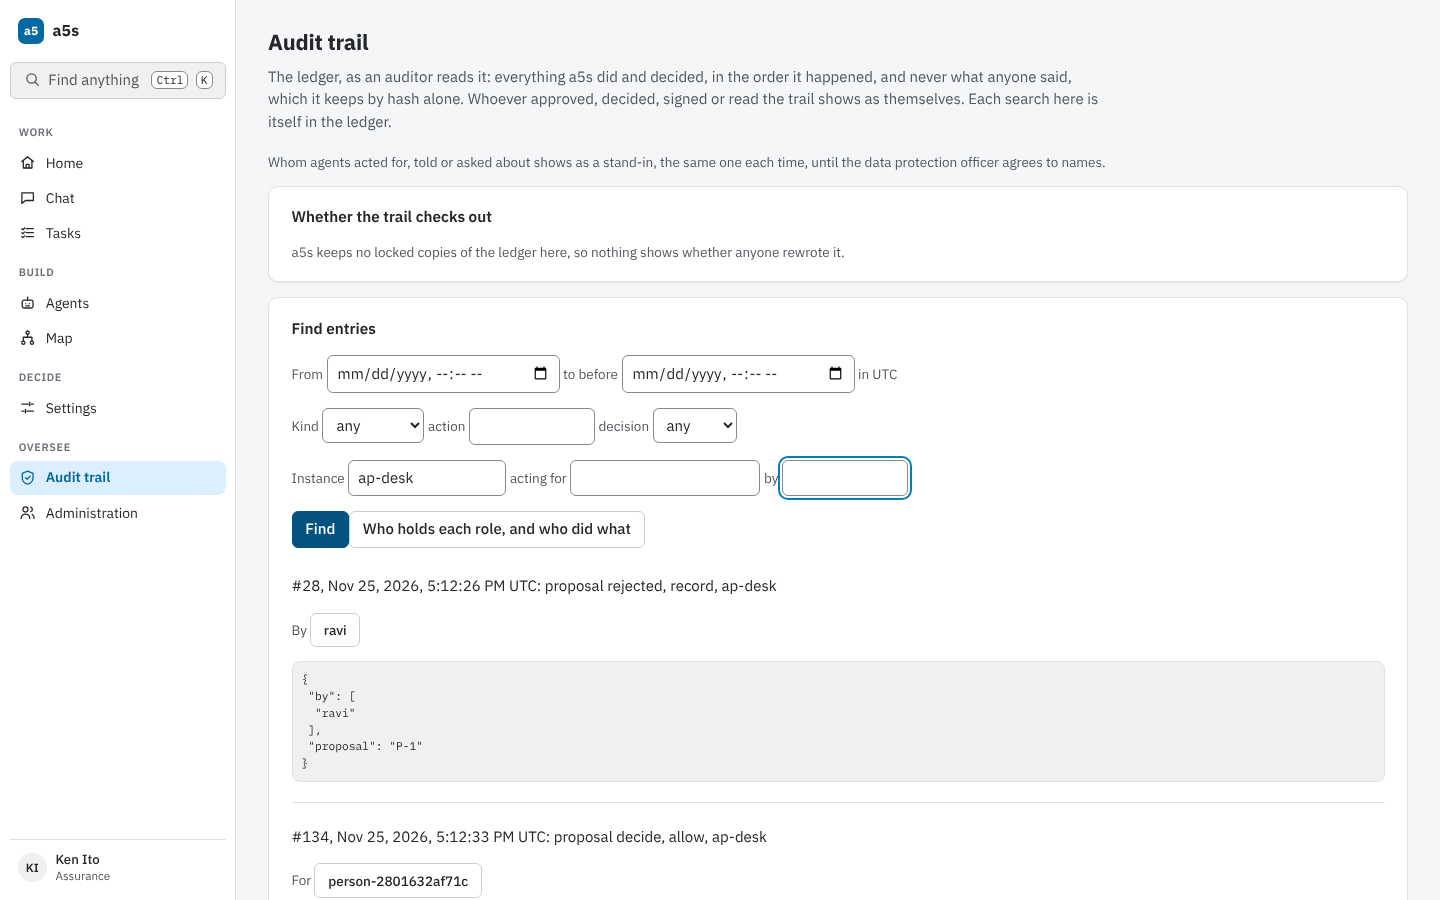 a5 a5s
Find anything Ctrl K
WORK
Home
Chat
Tasks
BUILD
Agents
Map
DECIDE
Settings
OVERSEE
Audit trail
Administration
KI Ken Ito
Assurance
Audit trail
The ledger, as an auditor reads it: everything a5s did and decided, in the order it happened, and never what anyone said,
which it keeps by hash alone. Whoever approved, decided, signed or read the trail shows as themselves. Each search here is
itself in the ledger.
Whom agents acted for, told or asked about shows as a stand-in, the same one each time, until the data protection officer agrees to names.
Whether the trail checks out
a5s keeps no locked copies of the ledger here, so nothing shows whether anyone rewrote it.
Find entries
From mm/dd/yyyy, --:-- -- to before mm/dd/yyyy, --:-- -- in UTC
Kind any action decision any
Instance ap-desk acting for by
Find Who holds each role, and who did what
#28, Nov 25, 2026, 5:12:26 PM UTC: proposal rejected, record, ap-desk
By ravi
{
"by": [
"ravi"
],
"proposal": "P-1"
}
#134, Nov 25, 2026, 5:12:33 PM UTC: proposal decide, allow, ap-desk
For person-2801632af71c